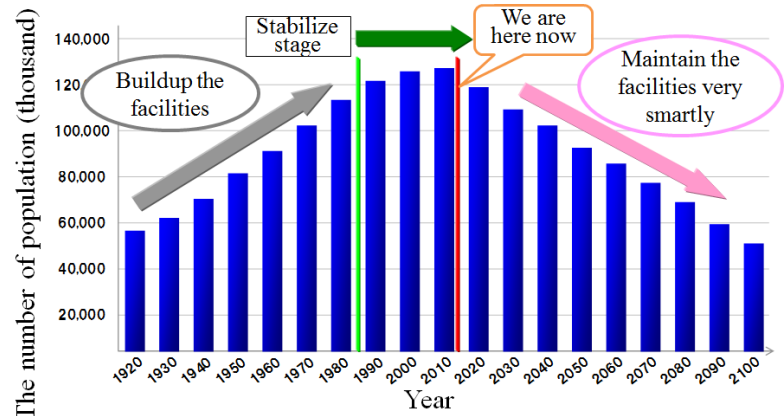 Stabilize
stage
We are
here now
Buildup the
facilities
Maintain the
facilities very
smartly
The number of population (thousand)
140,000
120,000
100,000
80,000
60,000
40,000
20,000
1920
1930
1940
1950
1960
1970
1980
1990
2000
2010
2020
2030
2040
2050
2060
2070
2080
2090
2100
Year